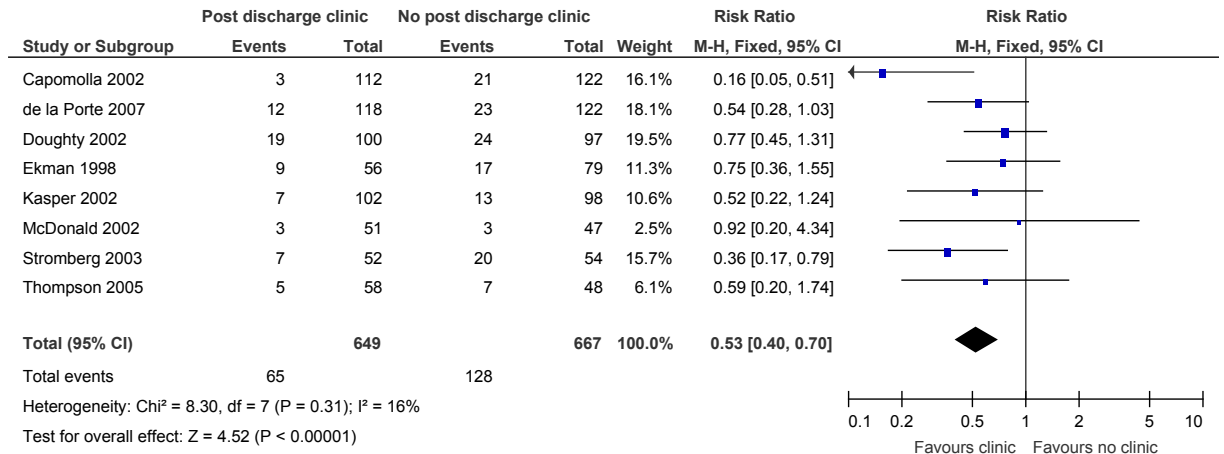 Post discharge clinic No post discharge clinic Risk Ratio Risk Ratio
Study or Subgroup Events Total Events Total Weight M-H, Fixed, 95% CI M-H, Fixed, 95% CI
Capomolla 2002 3 112 21 122 16.1% 0.16 [0.05, 0.51]
de la Porte 2007 12 118 23 122 18.1% 0.54 [0.28, 1.03]
Doughty 2002 19 100 24 97 19.5% 0.77 [0.45, 1.31]
Ekman 1998 9 56 17 79 11.3% 0.75 [0.36, 1.55]
Kasper 2002 7 102 13 98 10.6% 0.52 [0.22, 1.24]
McDonald 2002 3 51 3 47 2.5% 0.92 [0.20, 4.34]
Stromberg 2003 7 52 20 54 15.7% 0.36 [0.17, 0.79]
Thompson 2005 5 58 7 48 6.1% 0.59 [0.20, 1.74]
Total (95% CI) 649 667 100.0% 0.53 [0.40, 0.70]
Total events 65 128
Heterogeneity: Chi² = 8.30, df = 7 (P = 0.31); I² = 16%
Test for overall effect: Z = 4.52 (P < 0.00001)
0.1 0.2 0.5 1 2 5 10
Favours clinic Favours no clinic